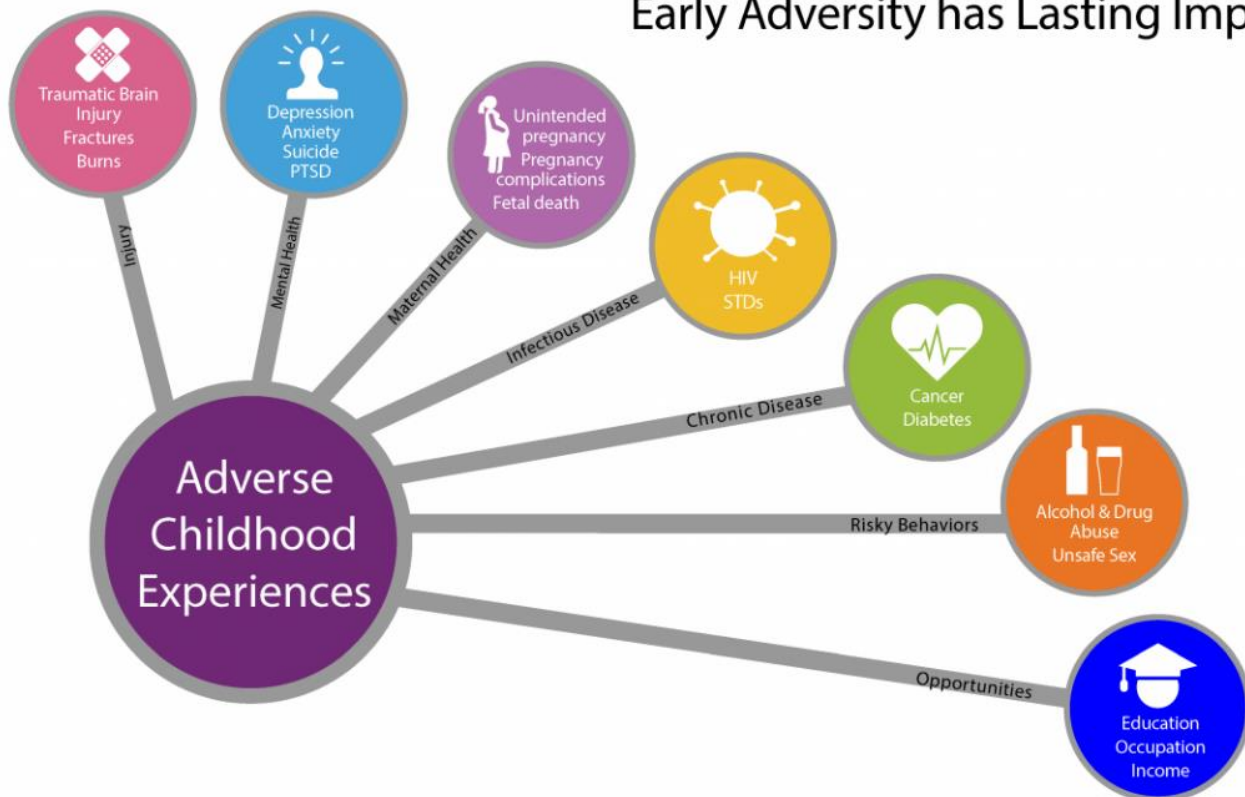 Early Adversity has Lasting Imp
Traumatic Brain
Injury
Fractures
Burns
Injury
Depression
Anxiety
Suicide
PTSD
Mental Health
Unintended
pregnancy
Pregnancy
complications
Fetal death
Maternal Health
HIV
STDs
Infectious Disease
Cancer
Diabetes
Chronic Disease
Alcohol & Drug
Abuse
Unsafe Sex
Risky Behaviors
Education
Occupation
Income
Opportunities
Adverse
Childhood
Experiences